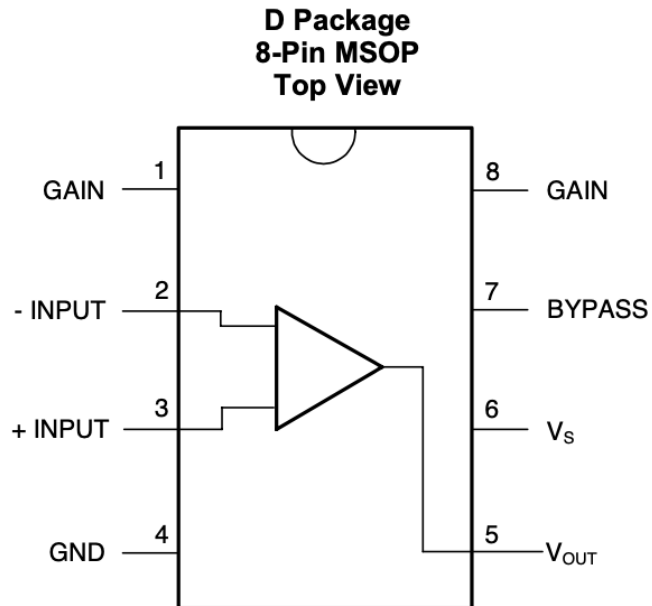 D Package
8-Pin MSOP
Top View
1
8
GAIN
GAIN
2
7
- INPUT
BYPASS
3
6
+ INPUT
VS
4
5
GND
VOUT